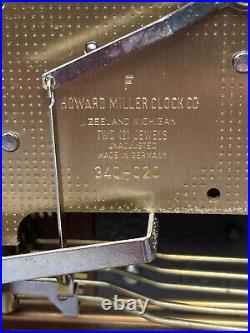 F
HOWARD MILLER CLOCK CO
ZEELAND, MICHIGAN
TWO (2) JEWELS
UNADJUSTED
MADE IN GERMANY
340-020